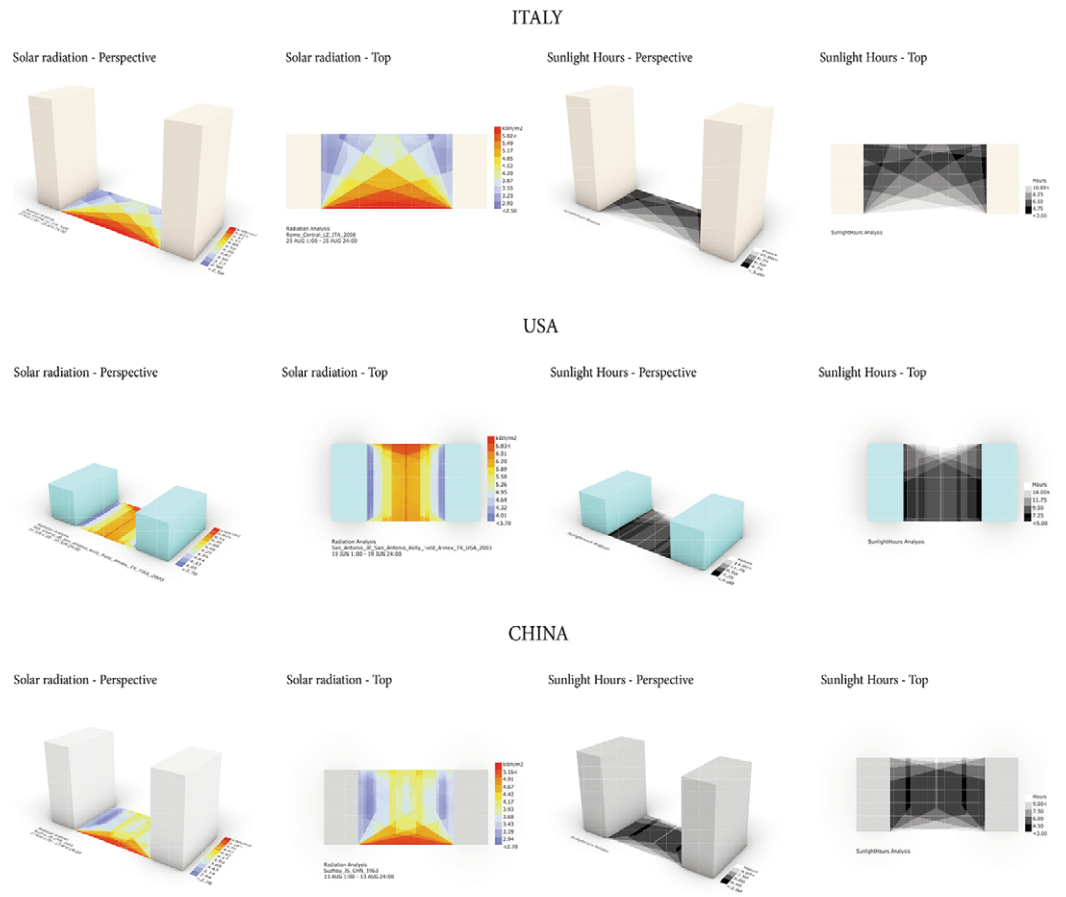 ITALY
Solar radiation - Perspective
Solar radiation - Top
Sunlight Hours - Perspective
Sunlight Hours - Top
kWh/m2
5.82<
5.49
5.17
4.85
4.52
4.20
3.87
3.55
3.23
2.90
<2.58
Radiation Analysis
Rome_Central_LZ_ITA_2008
25 AUG 1:00 - 25 AUG 24:00
Hours
10.00<
8.25
6.50
4.75
<3.00
SunlightHours Analysis
USA
Solar radiation - Perspective
Solar radiation - Top
Sunlight Hours - Perspective
Sunlight Hours - Top
kWh/m2
6.82<
6.51
6.20
5.89
5.58
5.26
4.95
4.64
4.32
4.01
<3.70
Radiation Analysis
19 JUN 1:00 - 19 JUN 24:00
Hours
14.00<
11.75
9.50
7.25
<5.00
SunlightHours Analysis
CHINA
Solar radiation - Perspective
Solar radiation - Top
Sunlight Hours - Perspective
Sunlight Hours - Top
kWh/m2
4.91
4.67
4.42
4.17
3.93
3.68
3.43
2.94
<2.70
Radiation Analysis
13 AUG 1:00 - 13 AUG 24:00
Hours
9.00<
7.50
6.00
4.50
<3.00
SunlightHours Analysis